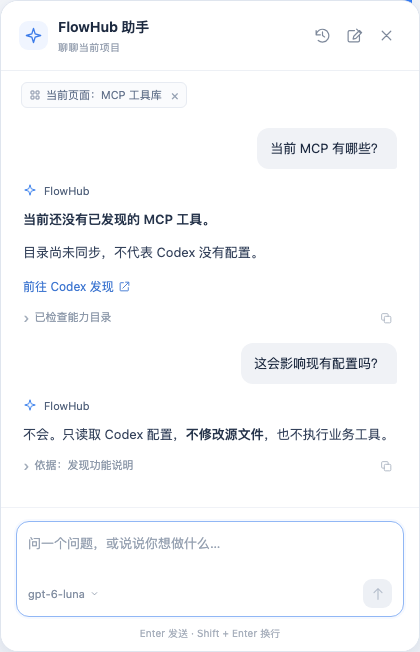 FlowHub 助手
聊聊当前项目
当前页面：MCP 工具库 ×
当前 MCP 有哪些？
FlowHub
当前还没有已发现的 MCP 工具。
目录尚未同步，不代表 Codex 没有配置。
前往 Codex 发现
已检查能力目录
这会影响现有配置吗？
FlowHub
不会。只读取 Codex 配置，不修改源文件，也不执行业务工具。
依据：发现功能说明
问一个问题，或说说你想做什么...
gpt-6-luna
Enter 发送 · Shift + Enter 换行